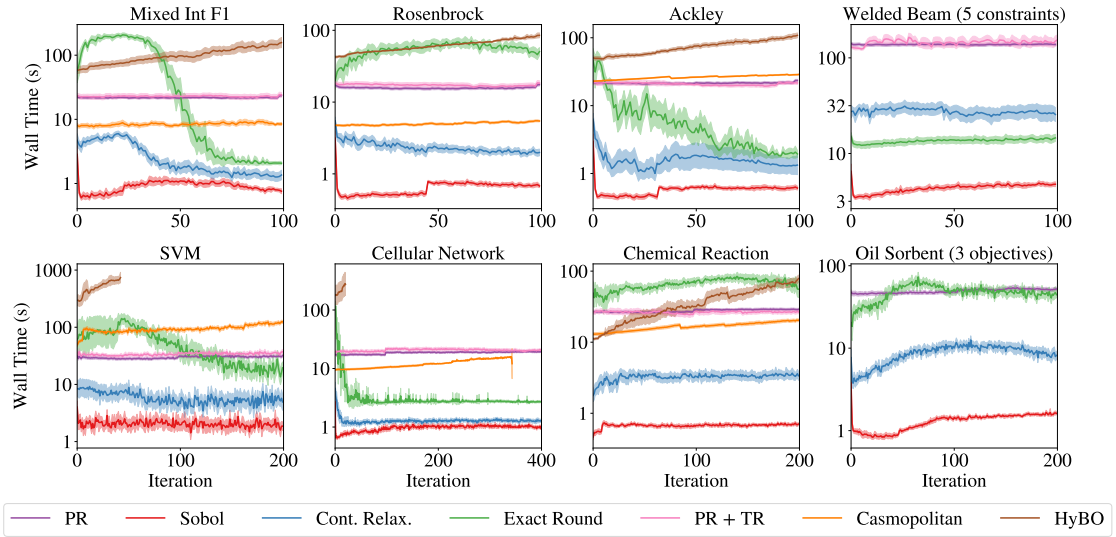 Mixed Int F1
Rosenbrock
Ackley
Welded Beam (5 constraints)
Wall Time (s)
100
10
1
0
50
100
100
10
1
0
50
100
100
10
1
0
50
100
100
32
10
3
0
50
100
SVM
Cellular Network
Chemical Reaction
Oil Sorbent (3 objectives)
Wall Time (s)
1000
100
10
1
0
100
200
Iteration
100
10
1
0
200
400
Iteration
100
10
1
0
100
200
Iteration
100
10
1
0
100
200
Iteration
PR
Sobol
Cont. Relax.
Exact Round
PR + TR
Casmopolitan
HyBO